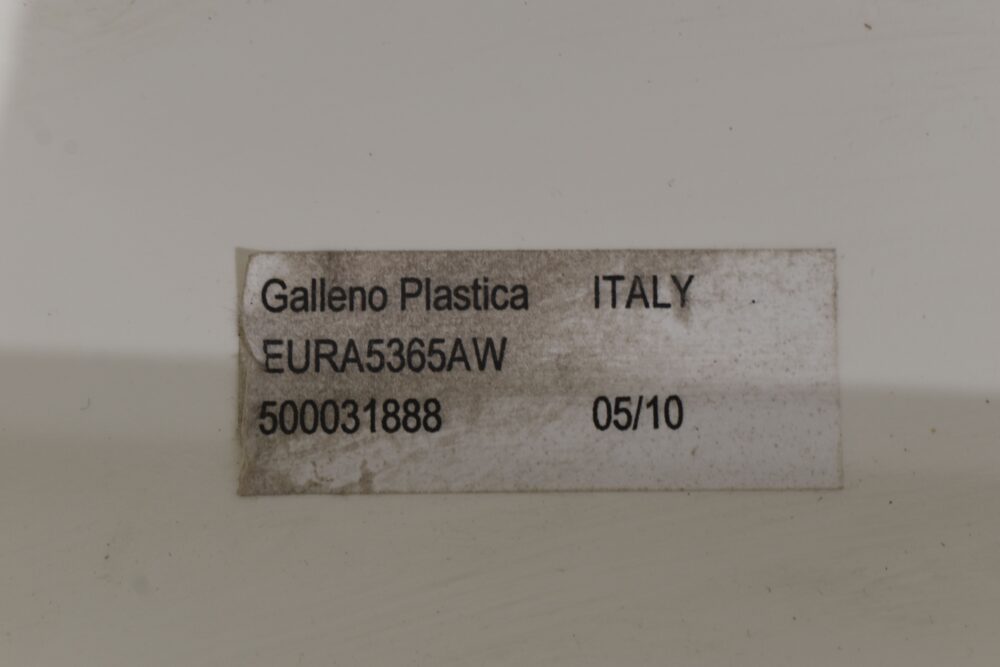 Galleno Plastica ITALY
EURA5365AW
500031888 05/10